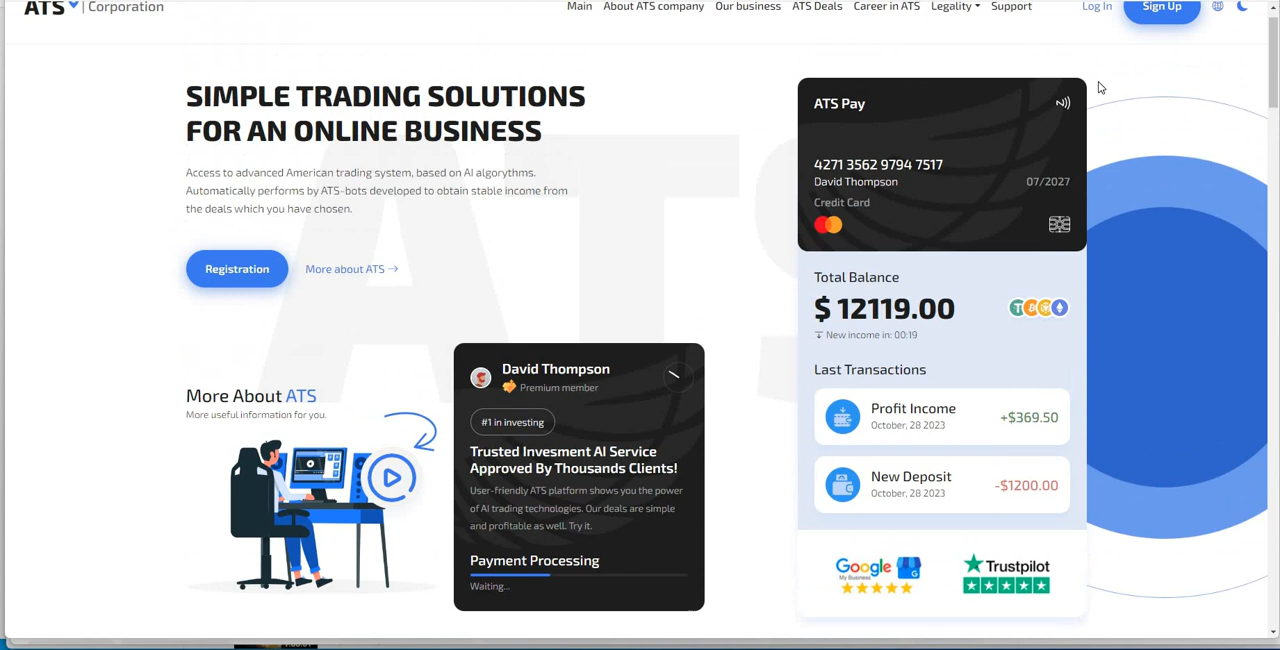 ATS | Corporation
Main About ATS company Our business ATS Deals Career in ATS Legality Support Log In Sign Up
SIMPLE TRADING SOLUTIONS
FOR AN ONLINE BUSINESS
Access to advanced American trading system, based on AI algorythms.
Automatically performs by ATS-bots developed to obtain stable income from
the deals which you have chosen.
Registration More about ATS →
More About ATS
More useful information for you.
David Thompson
Premium member
#1 in investing
Trusted Invesment AI Service
Approved By Thousands Clients!
User-friendly ATS platform shows you the power
of AI trading technologies. Our deals are simple
and profitable as well. Try it.
Payment Processing
Waiting...
ATS Pay
4271 3562 9794 7517
David Thompson 07/2027
Credit Card
Total Balance
$ 12119.00
New income in: 00:19
Last Transactions
Profit Income
October, 28 2023
+$369.50
New Deposit
October, 28 2023
-$1200.00
Google
My Business
Trustpilot
ATS